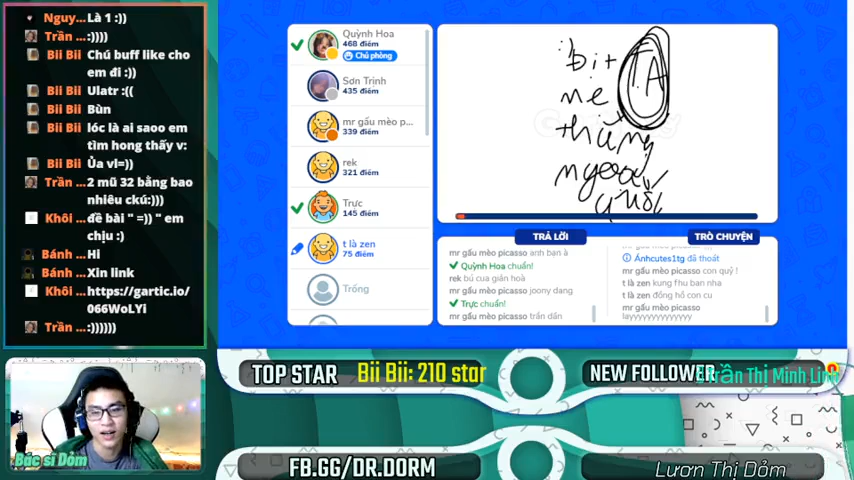 Nguy... Là 1 :))
Trần ... :))))
Bii Bii Chú buff like cho
em đi :))
Bii Bii Ulatr :((
Bii Bii Bùn
Bii Bii lóc là ai saoo em
tìm hong thấy v:
Bii Bii Ủa vl=))
Trần ... 2 mũ 32 bằng bao
nhiêu ckú:)))
Khôi ... đề bài " =)) " em
chịu :)
Bánh ... Hi
Bánh ... Xin link
Khôi ... https://gartic.io/
066WoLYi
Trần ... :))))))
Quỳnh Hoa
468 điểm
Chủ phòng
Sơn Trinh
435 điểm
mr gấu mèo p...
339 điểm
rek
321 điểm
Trực
145 điểm
t là zen
75 điểm
Trống
:)
bịt FA
mẻ
thừng
TRẢ LỜI
mr gấu mèo picasso anh bạn à
Quỳnh Hoa chuẩn!
rek bú cua giản hoà
mr gấu mèo picasso joony dang
Trực chuẩn!
mr gấu mèo picasso trấn dần
TRÒ CHUYỆN
Ánhcutes1tg đã thoát
mr gấu mèo picasso con quỷ !
t là zen kung fhu ban nha
t là zen đồng hồ con cu
mr gấu mèo picasso
layyyyyyyyyyyyy
TOP STAR Bii Bii: 210 star
NEW FOLLOWER Trần Thị Minh Linh
Bác sĩ Dỏm
FB.GG/DR.DORM
Lươn Thị Dỏm